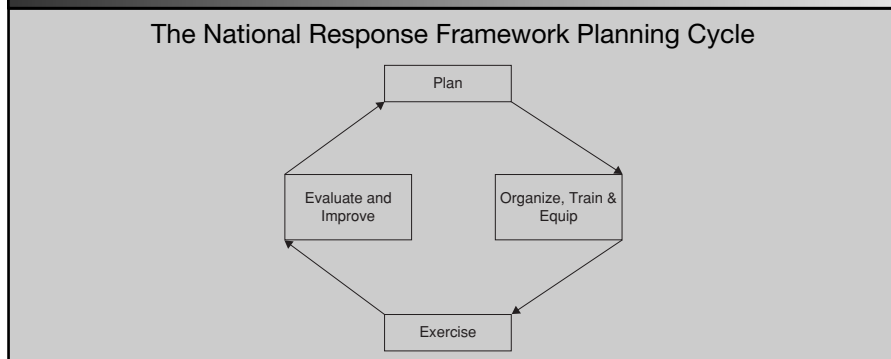 The National Response Framework Planning Cycle
Plan
Evaluate and
Improve
Organize, Train &
Equip
Exercise